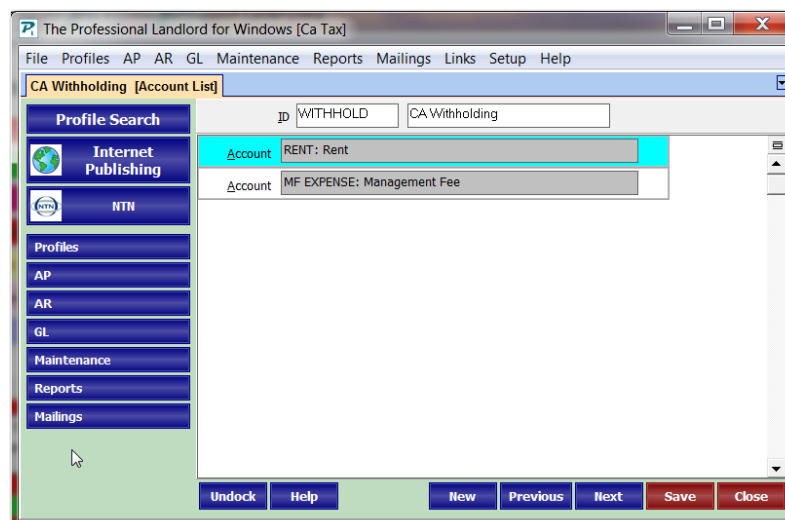 The Professional Landlord for Windows [Ca Tax]
File Profiles AP AR GL Maintenance Reports Mailings Links Setup Help
CA Withholding [Account List]
Profile Search
ID WITHHOLD CA Withholding
Internet Publishing
Account RENT: Rent
Account MF EXPENSE: Management Fee
NTN NTN
Profiles
AP
AR
GL
Maintenance
Reports
Mailings
Undock Help New Previous Next Save Close